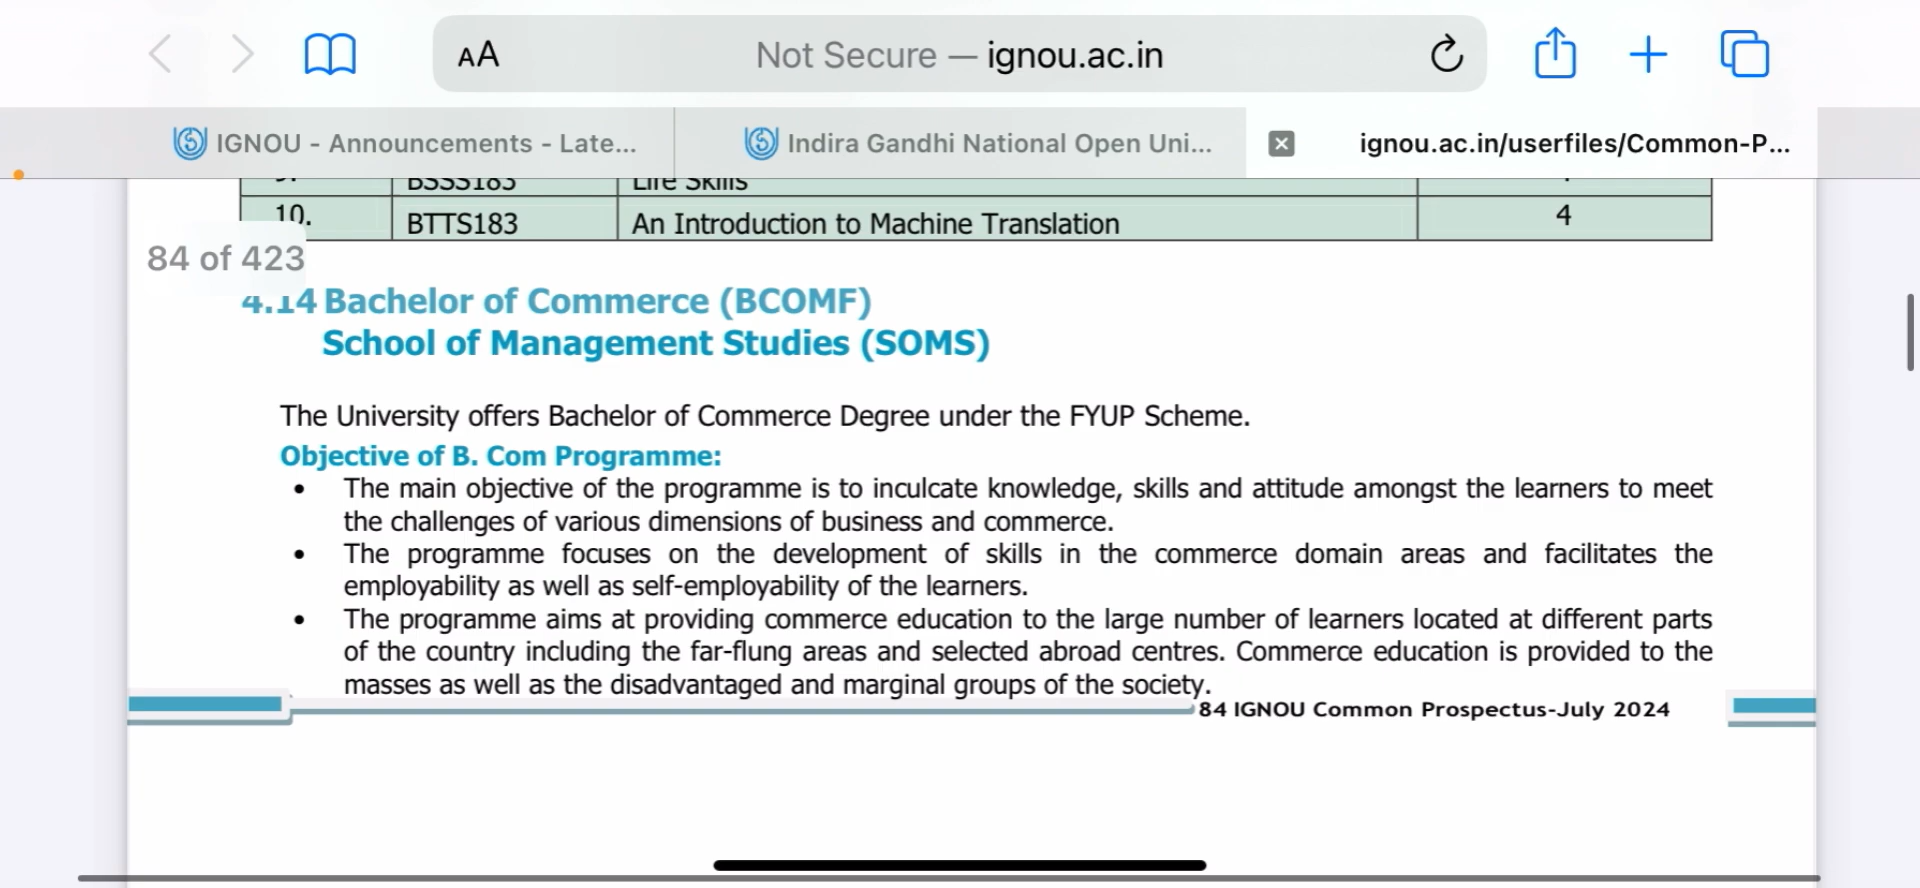 AA
Not Secure — ignou.ac.in
IGNOU - Announcements - Late...
Indira Gandhi National Open Uni...
ignou.ac.in/userfiles/Common-P...
9. BSSS183 Life Skills
10. BTTS183 An Introduction to Machine Translation 4
84 of 423
4.14 Bachelor of Commerce (BCOMF)
School of Management Studies (SOMS)
The University offers Bachelor of Commerce Degree under the FYUP Scheme.
Objective of B. Com Programme:
• The main objective of the programme is to inculcate knowledge, skills and attitude amongst the learners to meet
the challenges of various dimensions of business and commerce.
• The programme focuses on the development of skills in the commerce domain areas and facilitates the
employability as well as self-employability of the learners.
• The programme aims at providing commerce education to the large number of learners located at different parts
of the country including the far-flung areas and selected abroad centres. Commerce education is provided to the
masses as well as the disadvantaged and marginal groups of the society.
84 IGNOU Common Prospectus-July 2024